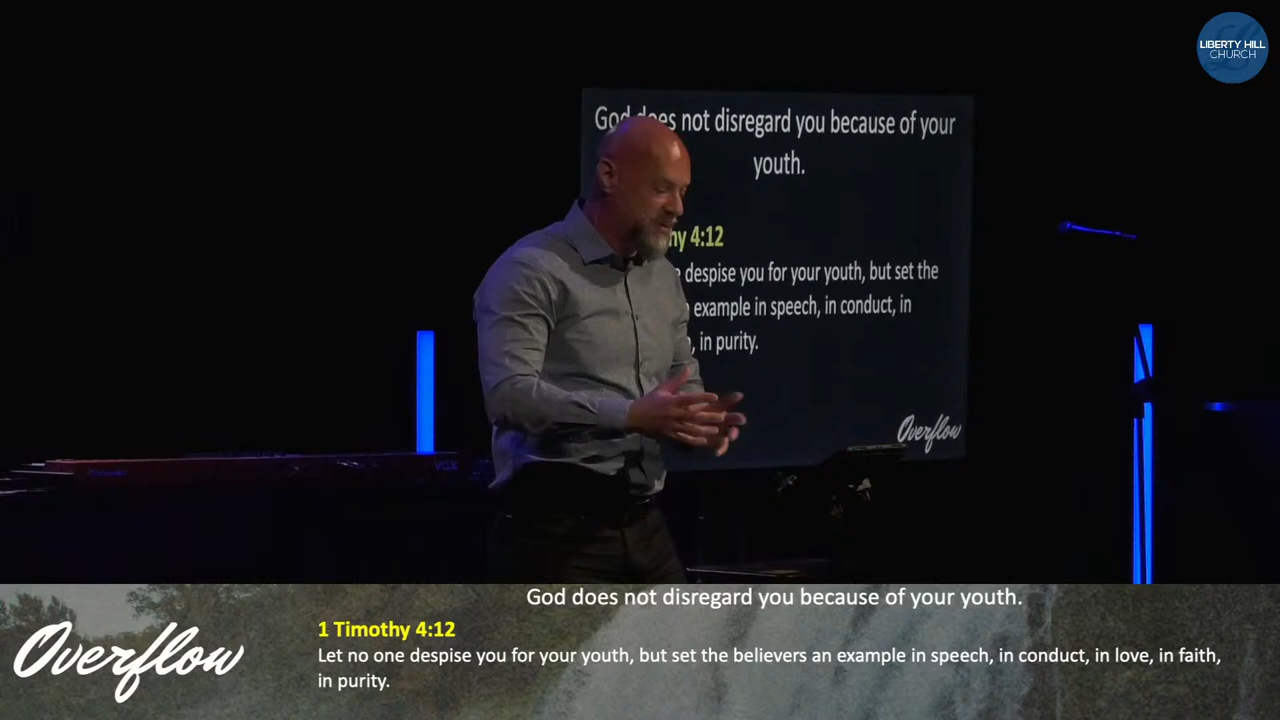 LIBERTY HILL
CHURCH
God does not disregard you because of your
youth.
hy 4:12
despise you for your youth, but set the
example in speech, in conduct, in
, in purity.
Overflow
God does not disregard you because of your youth.
Overflow
1 Timothy 4:12
Let no one despise you for your youth, but set the believers an example in speech, in conduct, in love, in faith,
in purity.